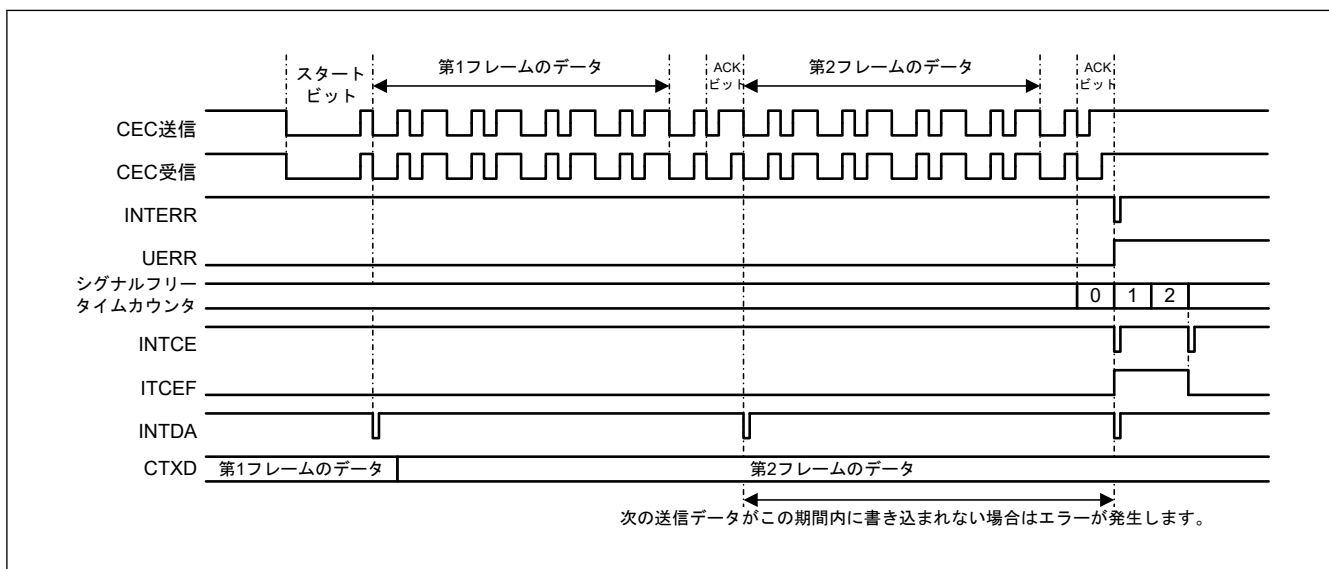 スタート
ビット
第1フレームのデータ
ACK
ビット
第2フレームのデータ
ACK
ビット
CEC送信
CEC受信
INTERR
UERR
シグナルフリー
タイムカウンタ
0 1 2
INTCE
ITCEF
INTDA
CTXD
第1フレームのデータ
第2フレームのデータ
次の送信データがこの期間内に書き込まれない場合はエラーが発生します。